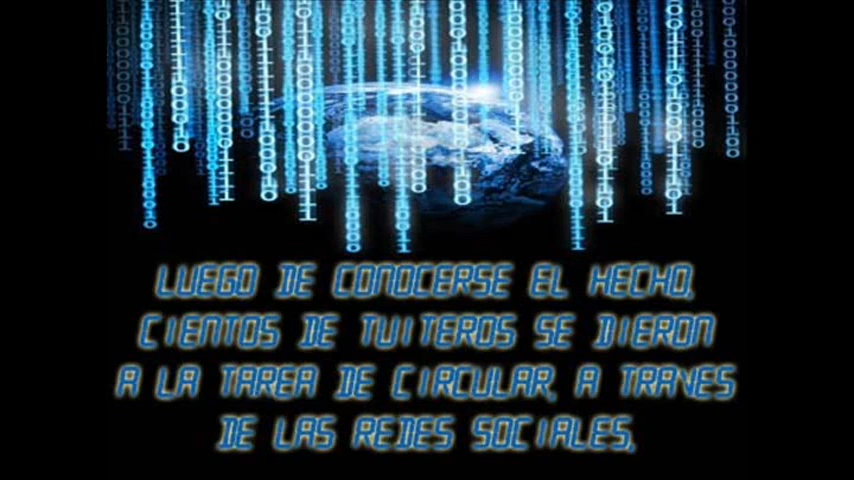 LUEGO DE CONOCERSE EL HECHO,
CIENTOS DE TUITEROS SE DIERON
A LA TAREA DE CIRCULAR, A TRAVES
DE LAS REDES SOCIALES,